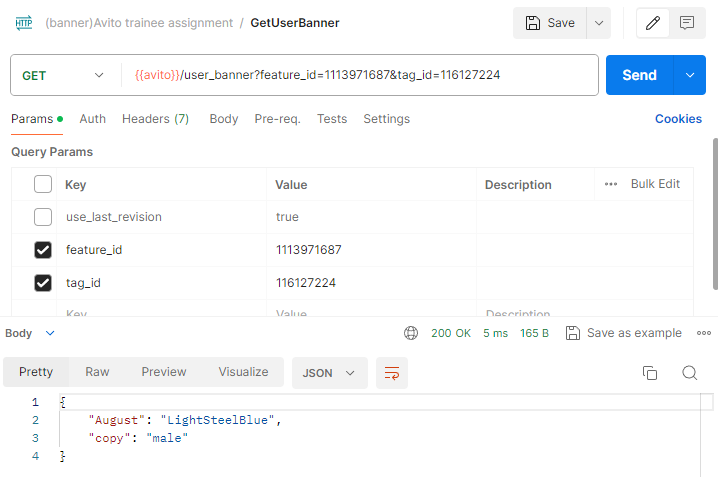 HTTP (banner)Avito trainee assignment / GetUserBanner Save
GET {{avito}}/user_banner?feature_id=1113971687&tag_id=116127224 Send
Params Auth Headers (7) Body Pre-req. Tests Settings Cookies
Query Params
Key Value Description ••• Bulk Edit
use_last_revision true
feature_id 1113971687
tag_id 116127224
Key Value Description
Body 200 OK 5 ms 165 B Save as example
Pretty Raw Preview Visualize JSON
1 {
2 "August": "LightSteelBlue",
3 "copy": "male"
4 }